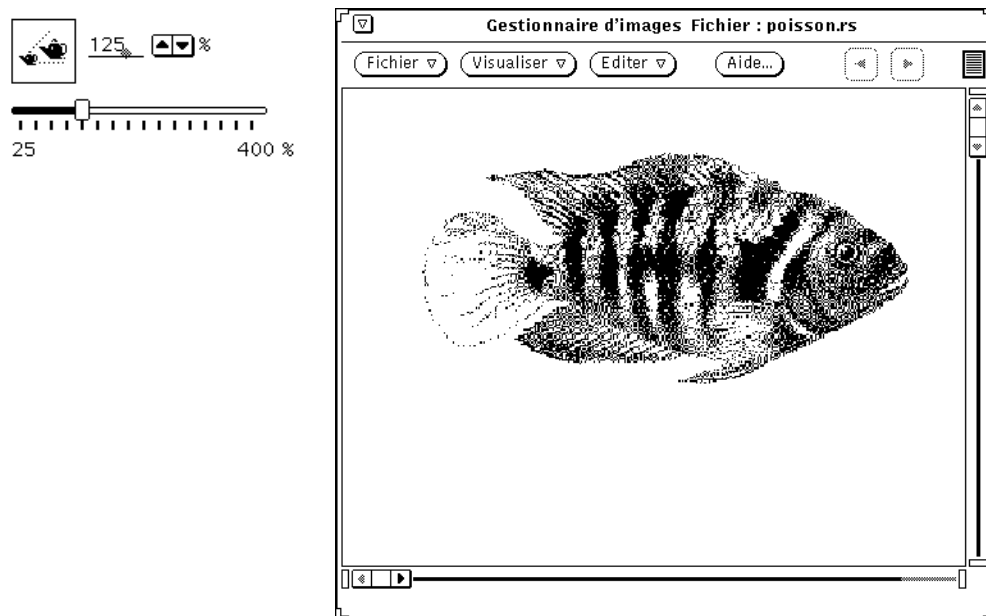 125 %
25 400 %
Gestionnaire d'images Fichier : poisson.rs
Fichier Visualiser Editer Aide...